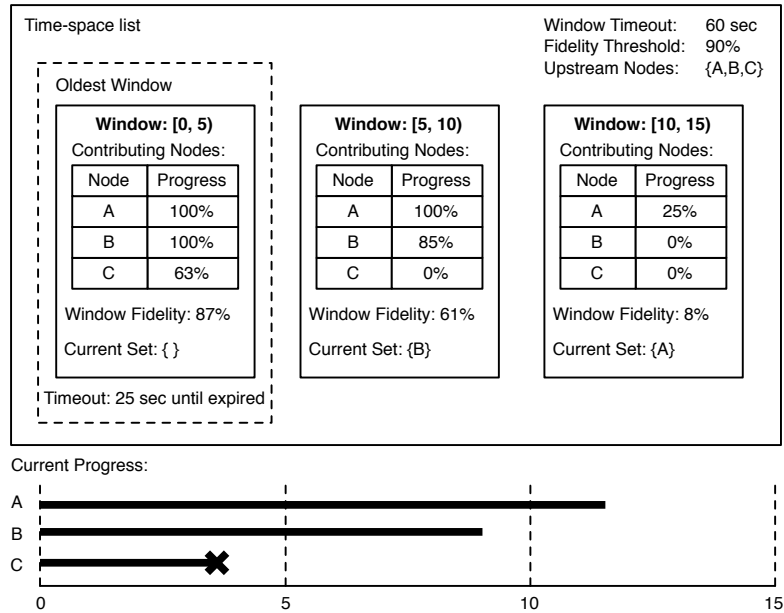 Time-space list
Window Timeout: 60 sec
Fidelity Threshold: 90%
Upstream Nodes: {A,B,C}
Oldest Window
Window: [0, 5)
Contributing Nodes:
Node Progress
A 100%
B 100%
C 63%
Window Fidelity: 87%
Current Set: { }
Timeout: 25 sec until expired
Window: [5, 10)
Contributing Nodes:
Node Progress
A 100%
B 85%
C 0%
Window Fidelity: 61%
Current Set: {B}
Window: [10, 15)
Contributing Nodes:
Node Progress
A 25%
B 0%
C 0%
Window Fidelity: 8%
Current Set: {A}
Current Progress:
A
B
C
0 5 10 15